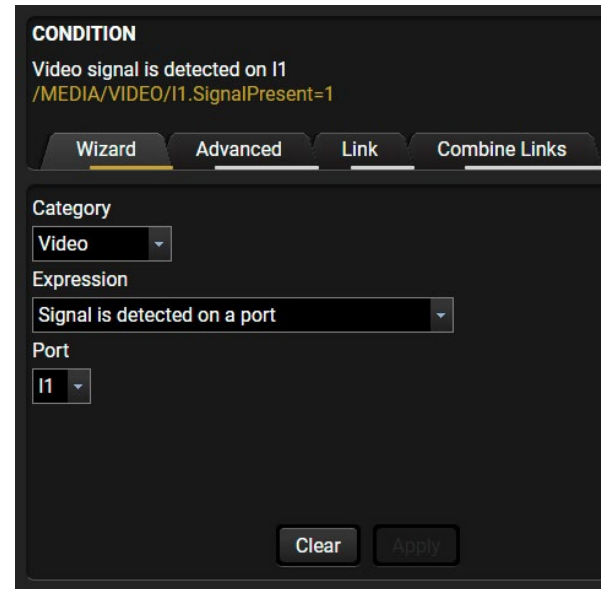 CONDITION
Video signal is detected on I1
/MEDIA/VIDEO/I1.SignalPresent=1
Wizard Advanced Link Combine Links
Category
Video
Expression
Signal is detected on a port
Port
I1
Clear Apply